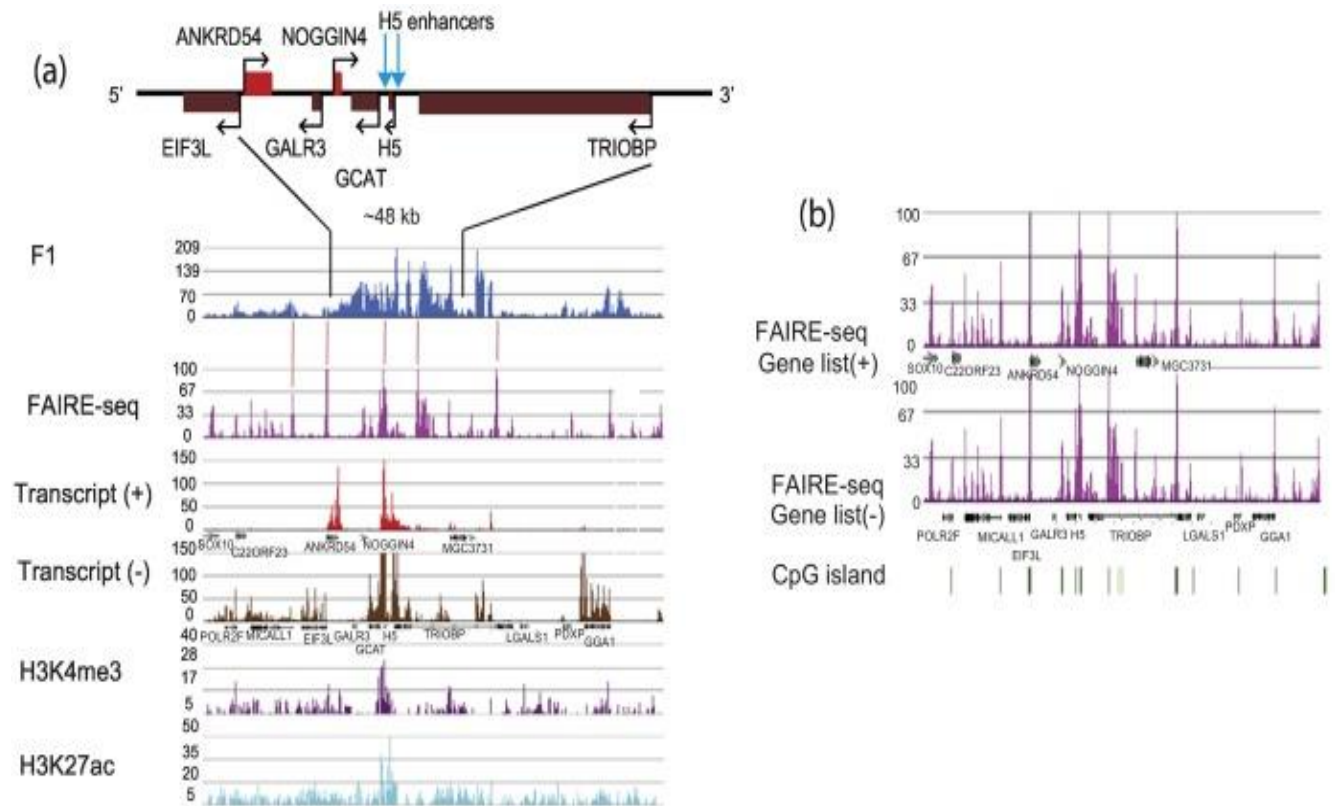 (a)
ANKRD54 NOGGIN4 H5 enhancers
5' 3'
EIF3L GALR3 H5 TRIOBP
GCAT
~48 kb
F1
209
139
70
0
FAIRE-seq
100
67
33
0
Transcript (+)
150
100
50
0
SOX10 C22ORF23 ANKRD54 NOGGIN4 MGC3731
Transcript (-)
150
100
50
0
POLR2F MICALL1 EIF3L GALR3 H5 TRIOBP LGALS1 PDXP GGA1
GCAT
H3K4me3
40
28
17
5
H3K27ac
50
35
20
5
(b)
100
67
33
0
FAIRE-seq
Gene list(+)
SOX10 C22ORF23 ANKRD54 NOGGIN4 MGC3731
100
67
33
0
FAIRE-seq
Gene list(-)
POLR2F MICALL1 GALR3 H5 TRIOBP LGALS1 PDXP GGA1
EIF3L
CpG island